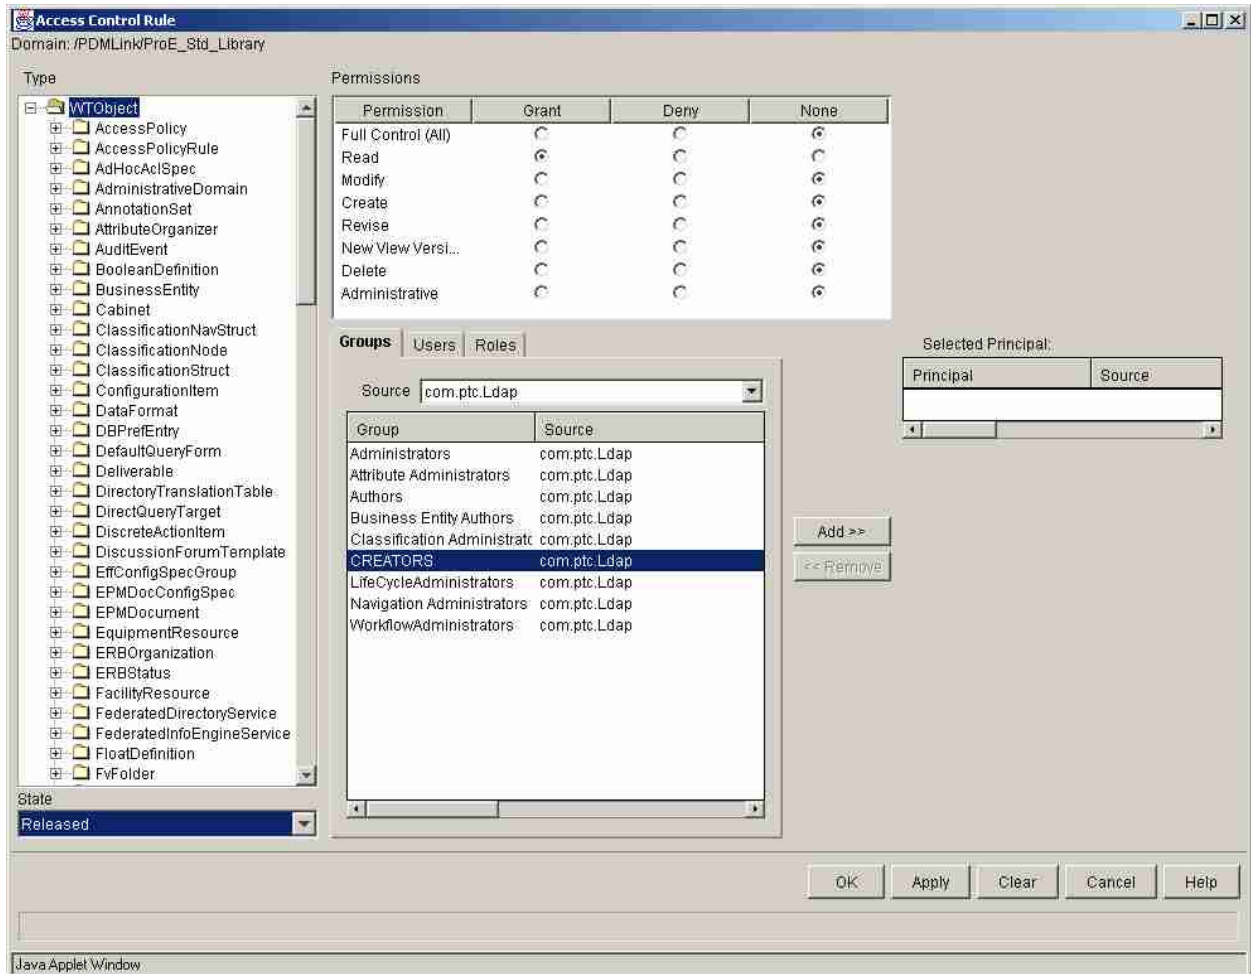 Access Control Rule
Domain: /PDMLink/ProE_Std_Library
Type
WTObject
AccessPolicy
AccessPolicyRule
AdHocAclSpec
AdministrativeDomain
AnnotationSet
AttributeOrganizer
AuditEvent
BooleanDefinition
BusinessEntity
Cabinet
ClassificationNavStruct
ClassificationNode
ClassificationStruct
ConfigurationItem
DataFormat
DBPrefEntry
DefaultQueryForm
Deliverable
DirectoryTranslationTable
DirectQueryTarget
DiscreteActionItem
DiscussionForumTemplate
EffConfigSpecGroup
EPMDocConfigSpec
EPMDocument
EquipmentResource
ERBOrganization
ERBStatus
FacilityResource
FederatedDirectoryService
FederatedInfoEngineService
FloatDefinition
FvFolder
State
Released
Permissions
Permission Grant Deny None
Full Control (All)
Read
Modify
Create
Revise
New View Versi...
Delete
Administrative
Groups Users Roles
Source com.ptc.Ldap
Group Source
Administrators com.ptc.Ldap
Attribute Administrators com.ptc.Ldap
Authors com.ptc.Ldap
Business Entity Authors com.ptc.Ldap
Classification Administratc com.ptc.Ldap
CREATORS com.ptc.Ldap
LifeCycleAdministrators com.ptc.Ldap
Navigation Administrators com.ptc.Ldap
WorkflowAdministrators com.ptc.Ldap
Add >>
<< Remove
Selected Principal:
Principal Source
OK Apply Clear Cancel Help
Java Applet Window